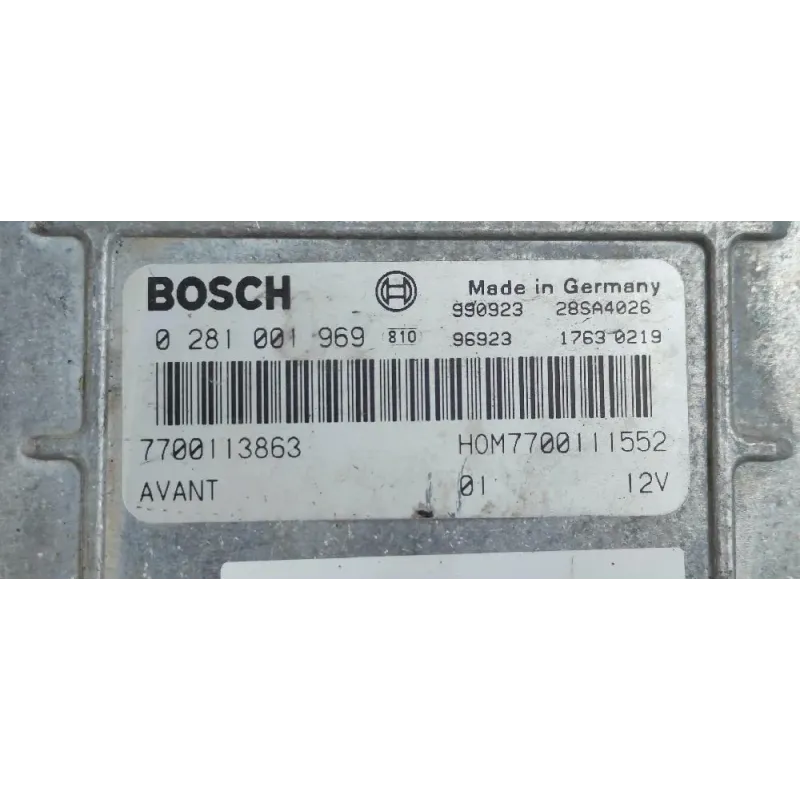 BOSCH Made in Germany
990923 28SA4026
0 281 001 969 810 96923 1763 0219
7700113863 HOM7700111552
AVANT 01 12V